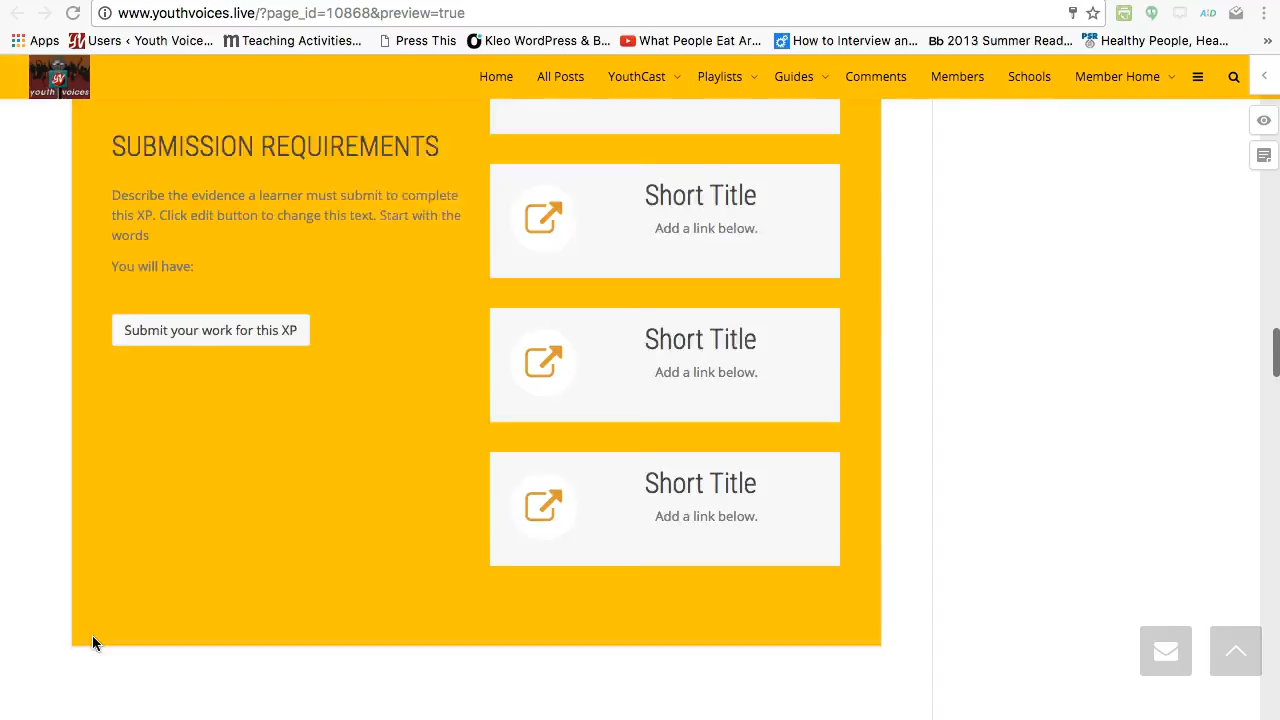 www.youthvoices.live/?page_id=10868&preview=true
Apps Users ‹ Youth Voice... Teaching Activities... Press This Kleo WordPress & B... What People Eat Ar... How to Interview an... Bb 2013 Summer Read... PSR Healthy People, Hea... »
YV
youth voices
Home All Posts YouthCast Playlists Guides Comments Members Schools Member Home
SUBMISSION REQUIREMENTS
Describe the evidence a learner must submit to complete
this XP. Click edit button to change this text. Start with the
words
You will have:
Submit your work for this XP
Short Title
Add a link below.
Short Title
Add a link below.
Short Title
Add a link below.